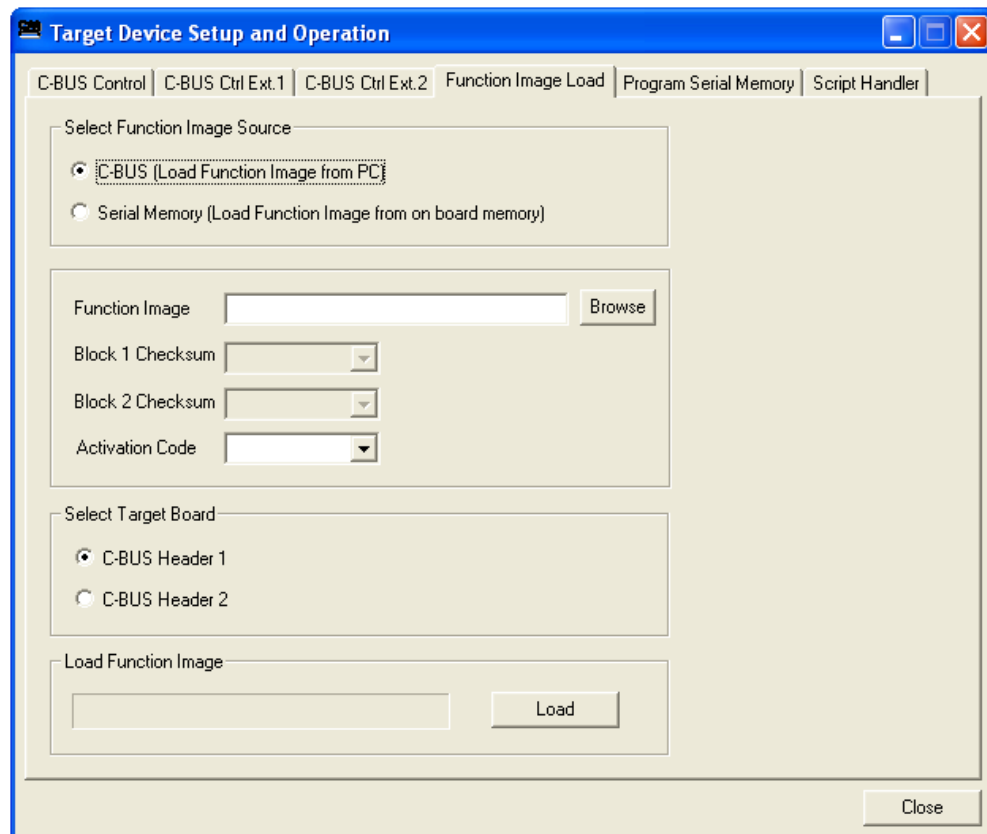 Target Device Setup and Operation
C-BUS Control C-BUS Ctrl Ext.1 C-BUS Ctrl Ext.2 Function Image Load Program Serial Memory Script Handler
Select Function Image Source
C-BUS (Load Function Image from PC)
Serial Memory (Load Function Image from on board memory)
Function Image Browse
Block 1 Checksum
Block 2 Checksum
Activation Code
Select Target Board
C-BUS Header 1
C-BUS Header 2
Load Function Image
Load
Close